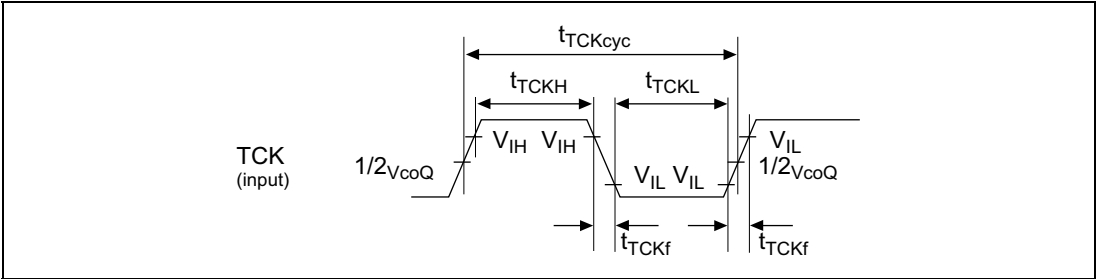 tTCKcyc
tTCKH tTCKL
TCK
(input)
1/2VcoQ VIH VIH VIL VIL VIL 1/2VcoQ
tTCKf tTCKf